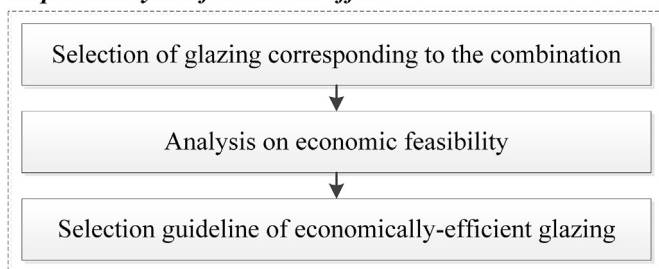 Selection of glazing corresponding to the combination
Analysis on economic feasibility
Selection guideline of economically-efficient glazing